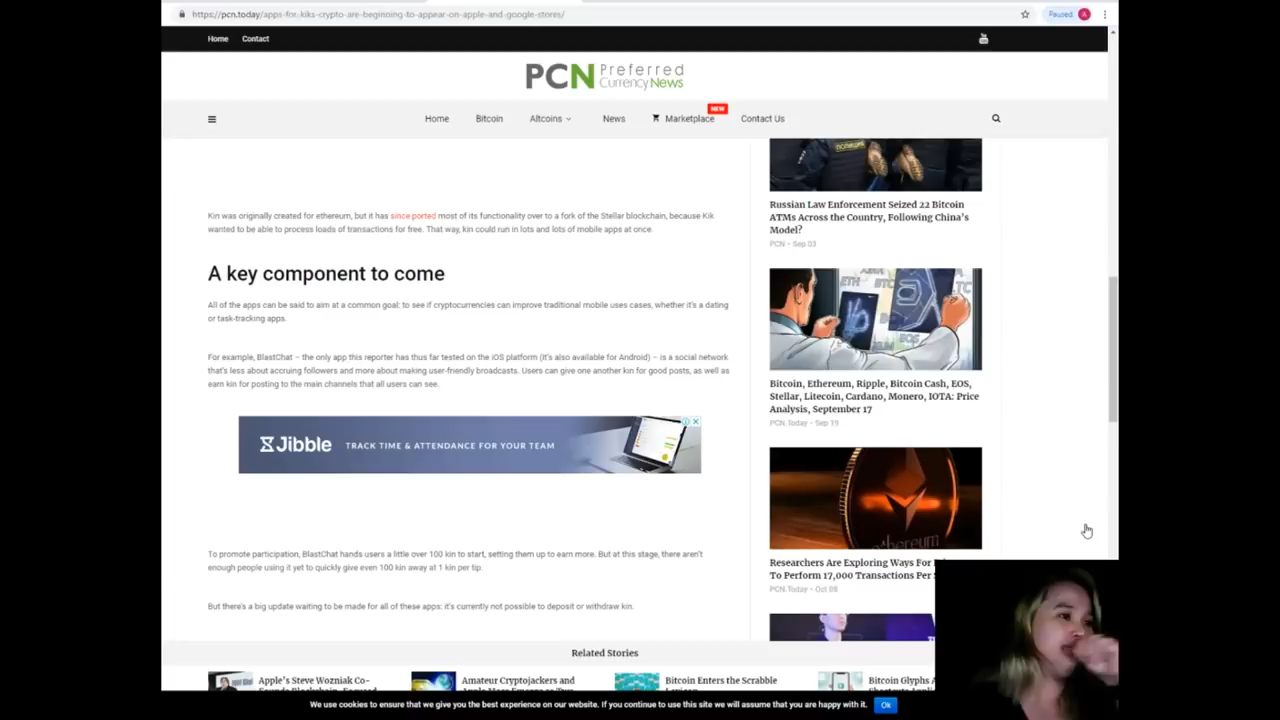 https://pcn.today/apps-for-kiks-crypto-are-beginning-to-appear-on-apple-and-google-stores/
Paused A
Home Contact
PCN Preferred
Currency News
Home Bitcoin Altcoins News Marketplace NEW Contact Us
Kin was originally created for ethereum, but it has since ported most of its functionality over to a fork of the Stellar blockchain, because Kik
wanted to be able to process loads of transactions for free. That way, kin could run in lots and lots of mobile apps at once.
A key component to come
All of the apps can be said to aim at a common goal: to see if cryptocurrencies can improve traditional mobile uses cases, whether it's a dating
or task-tracking apps.
For example, BlastChat – the only app this reporter has thus far tested on the iOS platform (it's also available for Android) – is a social network
that's less about accruing followers and more about making user-friendly broadcasts. Users can give one another kin for good posts, as well as
earn kin for posting to the main channels that all users can see.
Jibble TRACK TIME & ATTENDANCE FOR YOUR TEAM
To promote participation, BlastChat hands users a little over 100 kin to start, setting them up to earn more. But at this stage, there aren't
enough people using it yet to quickly give even 100 kin away at 1 kin per tip.
But there's a big update waiting to be made for all of these apps: it's currently not possible to deposit or withdraw kin.
Russian Law Enforcement Seized 22 Bitcoin
ATMs Across the Country, Following China's
Model?
PCN - Sep 03
ETH BTC
EOS
Bitcoin, Ethereum, Ripple, Bitcoin Cash, EOS,
Stellar, Litecoin, Cardano, Monero, IOTA: Price
Analysis, September 17
PCN.Today - Sep 19
ethereum
Researchers Are Exploring Ways For
To Perform 17,000 Transactions Per
PCN.Today - Oct 08
Related Stories
Apple's Steve Wozniak Co-
Amateur Cryptojackers and
Bitcoin Enters the Scrabble
Bitcoin Glyphs
We use cookies to ensure that we give you the best experience on our website. If you continue to use this site we will assume that you are happy with it. Ok